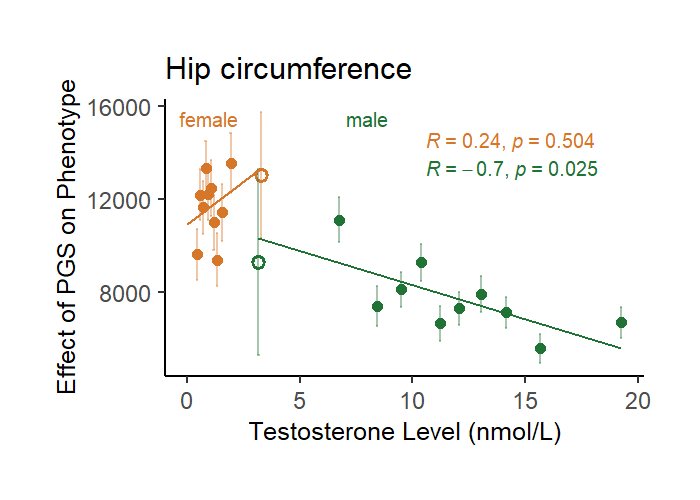 Hip circumference
Effect of PGS on Phenotype
16000
12000
8000
female
male
R = 0.24, p = 0.504
R = −0.7, p = 0.025
0 5 10 15 20
Testosterone Level (nmol/L)